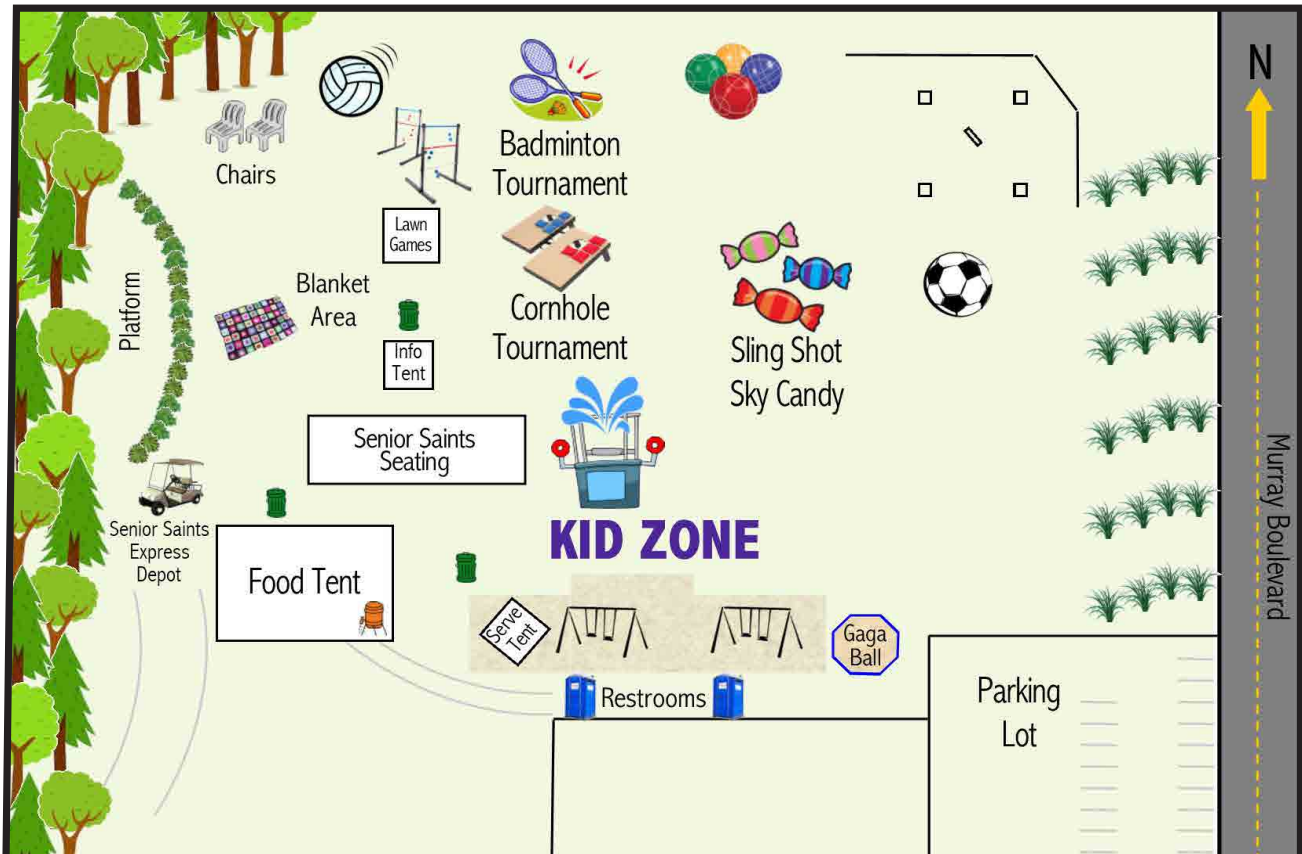 N
Badminton
Tournament
Chairs
Lawn
Games
Platform
Blanket
Area
Cornhole
Tournament
Info
Tent
Sling Shot
Sky Candy
Senior Saints
Seating
Murray Boulevard
Senior Saints
Express
Depot
KID ZONE
Food Tent
Serve
Tent
Gaga
Ball
Restrooms
Parking
Lot